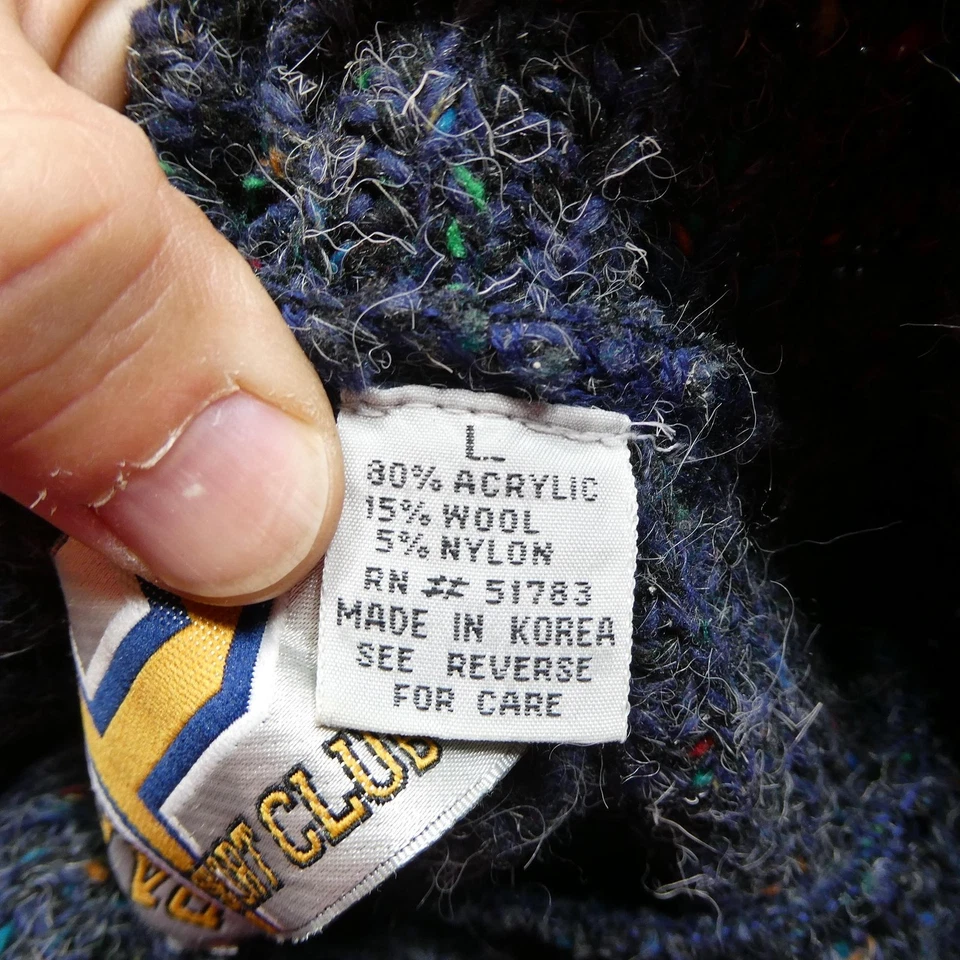 L
80% ACRYLIC
15% WOOL
5% NYLON
RN # 51783
MADE IN KOREA
SEE REVERSE
FOR CARE
CLUB